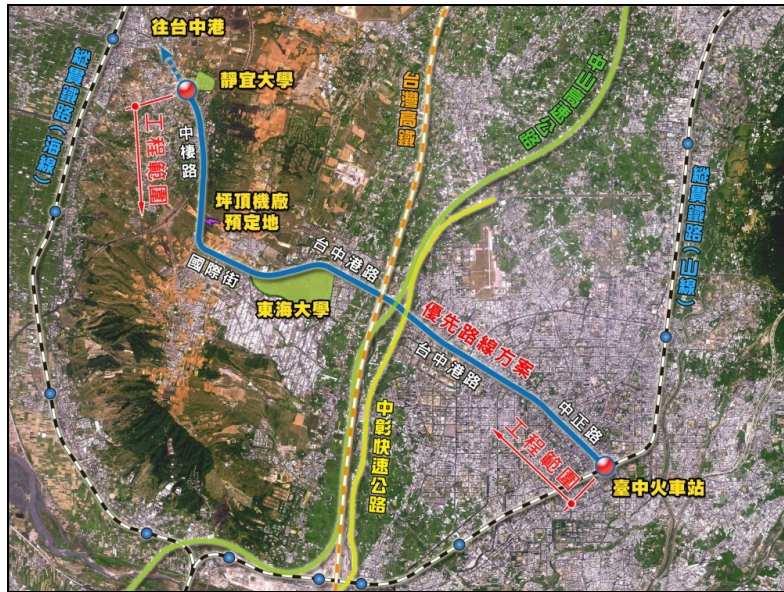 往台中港
靜宜大學
縱貫鐵路(海線)
工程範圍
中棲路
坪頂機廠
預定地
國際街
台中港路
東海大學
台灣高鐵
中山高速公路
縱貫鐵路(山線)
優先路線方案
台中港路
中正路
工程範圍
中彰快速公路
臺中火車站